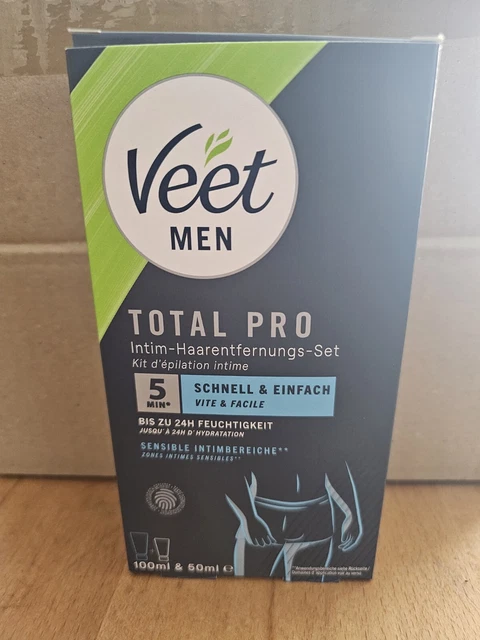 Veet
MEN
TOTAL PRO
Intim-Haarentfernungs-Set
Kit d'épilation intime
5
MIN*
SCHNELL & EINFACH
VITE & FACILE
BIS ZU 24H FEUCHTIGKEIT
JUSQU'À 24H D'HYDRATATION
SENSIBLE INTIMBEREICHE**
ZONES INTIMES SENSIBLES**
100ml & 50ml ℮